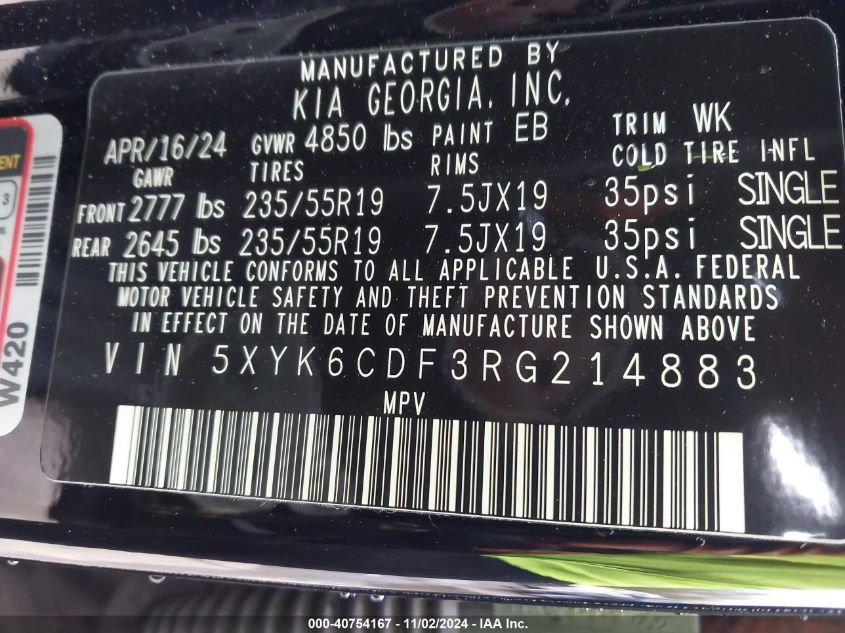 MANUFACTURED BY
KIA GEORGIA, INC.
APR/16/24 GVWR 4850 lbs PAINT EB TRIM WK
GAWR TIRES RIMS COLD TIRE INFL
FRONT 2777 lbs 235/55R19 7.5JX19 35psi SINGLE
REAR 2645 lbs 235/55R19 7.5JX19 35psi SINGLE
THIS VEHICLE CONFORMS TO ALL APPLICABLE U.S.A. FEDERAL
MOTOR VEHICLE SAFETY AND THEFT PREVENTION STANDARDS
IN EFFECT ON THE DATE OF MANUFACTURE SHOWN ABOVE
VIN 5XYK6CDF3RG214883
MPV
W420
000-40754167 - 11/02/2024 - IAA Inc.